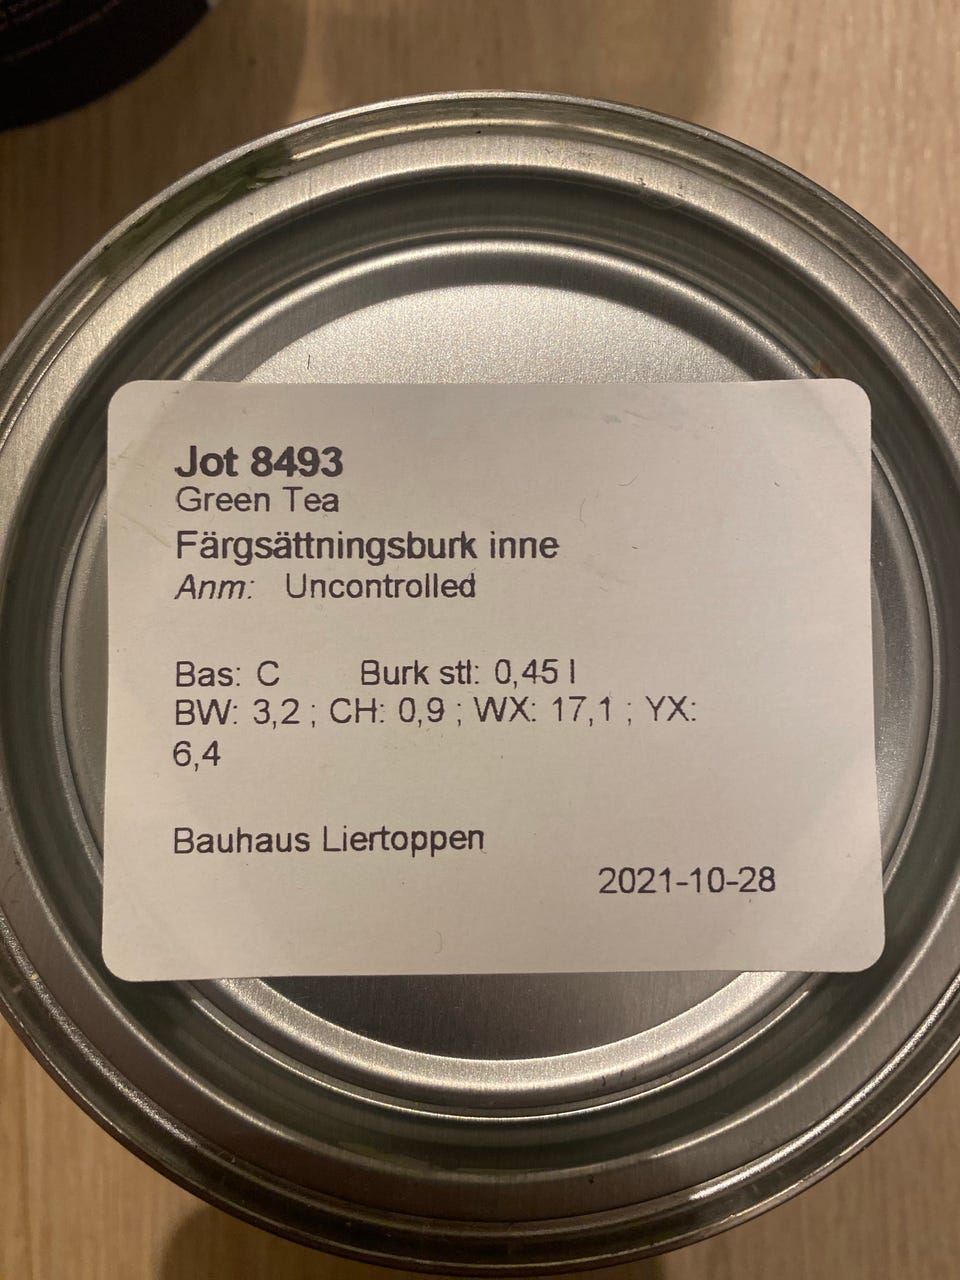 Jot 8493
Green Tea
Färgsättningsburk inne
Anm: Uncontrolled
Bas: C Burk stl: 0,45 l
BW: 3,2 ; CH: 0,9 ; WX: 17,1 ; YX:
6,4
Bauhaus Liertoppen
2021-10-28